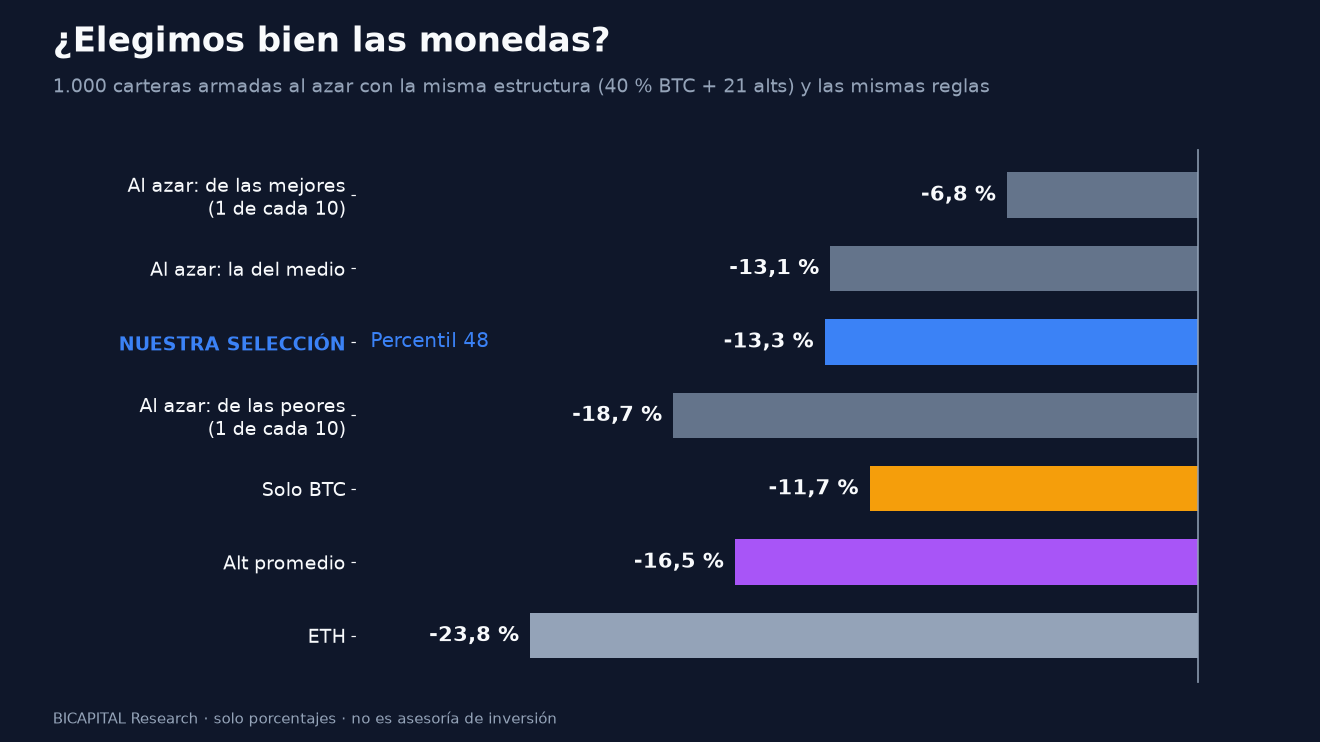 ¿Elegimos bien las monedas?
1.000 carteras armadas al azar con la misma estructura (40 % BTC + 21 alts) y las mismas reglas
Al azar: de las mejores
(1 de cada 10)
-6,8 %
Al azar: la del medio
-13,1 %
NUESTRA SELECCIÓN
Percentil 48
-13,3 %
Al azar: de las peores
(1 de cada 10)
-18,7 %
Solo BTC
-11,7 %
Alt promedio
-16,5 %
ETH
-23,8 %
BICAPITAL Research · solo porcentajes · no es asesoría de inversión